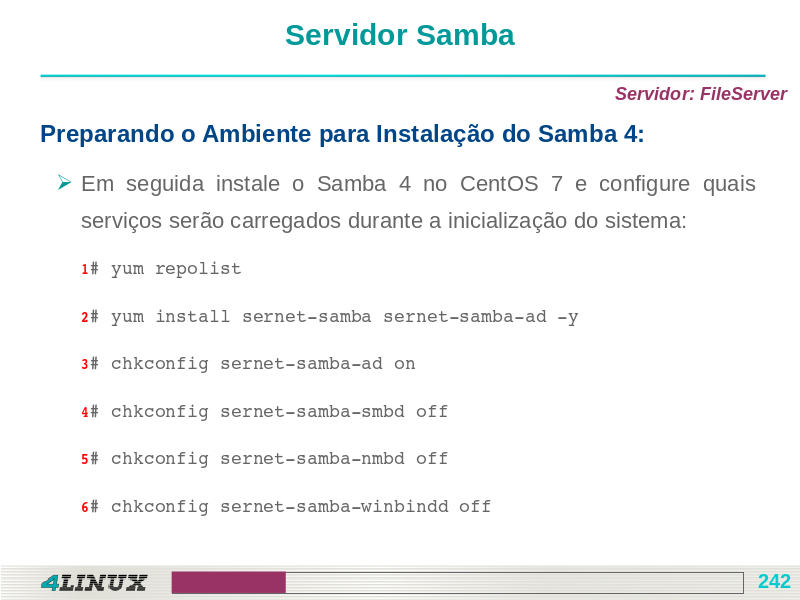 Servidor Samba
Servidor: FileServer
Preparando o Ambiente para Instalação do Samba 4:
Em seguida instale o Samba 4 no CentOS 7 e configure quais
serviços serão carregados durante a inicialização do sistema:
1# yum repolist
2# yum install sernet-samba sernet-samba-ad -y
3# chkconfig sernet-samba-ad on
4# chkconfig sernet-samba-smbd off
5# chkconfig sernet-samba-nmbd off
6# chkconfig sernet-samba-winbindd off
4LINUX
242